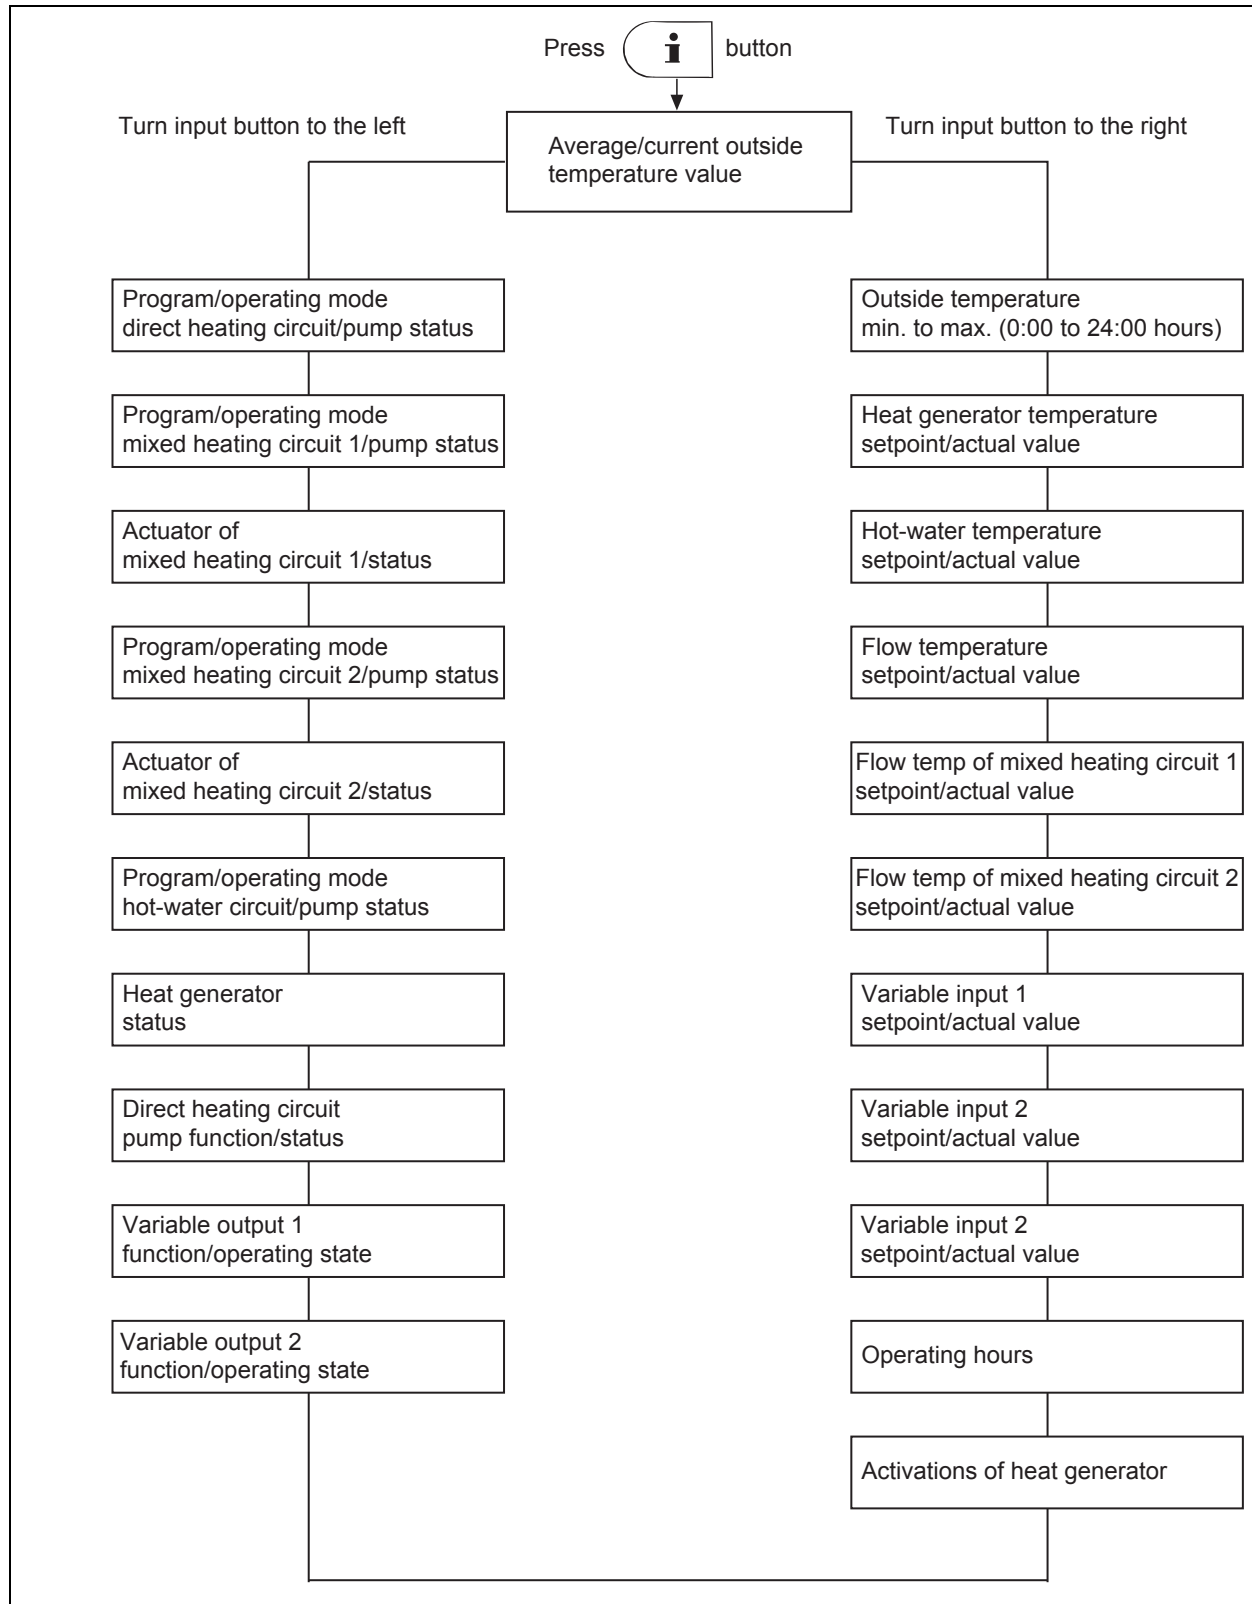 Press i button
Turn input button to the left
Turn input button to the right
Average/current outside
temperature value
Program/operating mode
direct heating circuit/pump status
Program/operating mode
mixed heating circuit 1/pump status
Actuator of
mixed heating circuit 1/status
Program/operating mode
mixed heating circuit 2/pump status
Actuator of
mixed heating circuit 2/status
Program/operating mode
hot-water circuit/pump status
Heat generator
status
Direct heating circuit
pump function/status
Variable output 1
function/operating state
Variable output 2
function/operating state
Outside temperature
min. to max. (0:00 to 24:00 hours)
Heat generator temperature
setpoint/actual value
Hot-water temperature
setpoint/actual value
Flow temperature
setpoint/actual value
Flow temp of mixed heating circuit 1
setpoint/actual value
Flow temp of mixed heating circuit 2
setpoint/actual value
Variable input 1
setpoint/actual value
Variable input 2
setpoint/actual value
Variable input 2
setpoint/actual value
Operating hours
Activations of heat generator